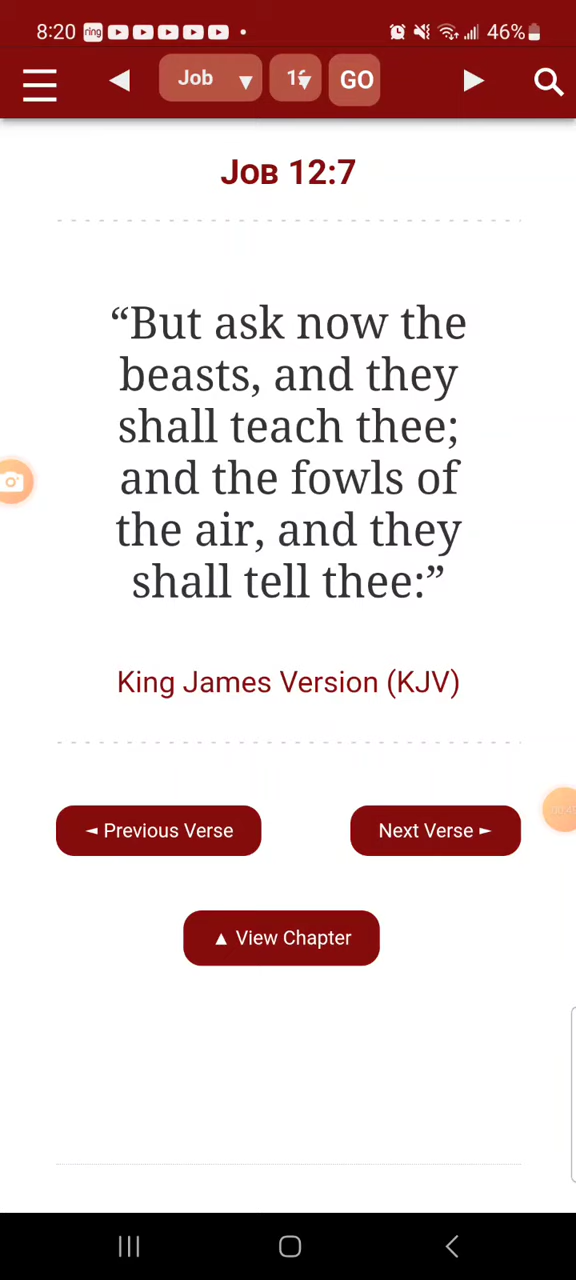 8:20 ring 46%
Job GO
JOB 12:7
“But ask now the
beasts, and they
shall teach thee;
and the fowls of
the air, and they
shall tell thee:”
King James Version (KJV)
◄ Previous Verse Next Verse ►
▲ View Chapter